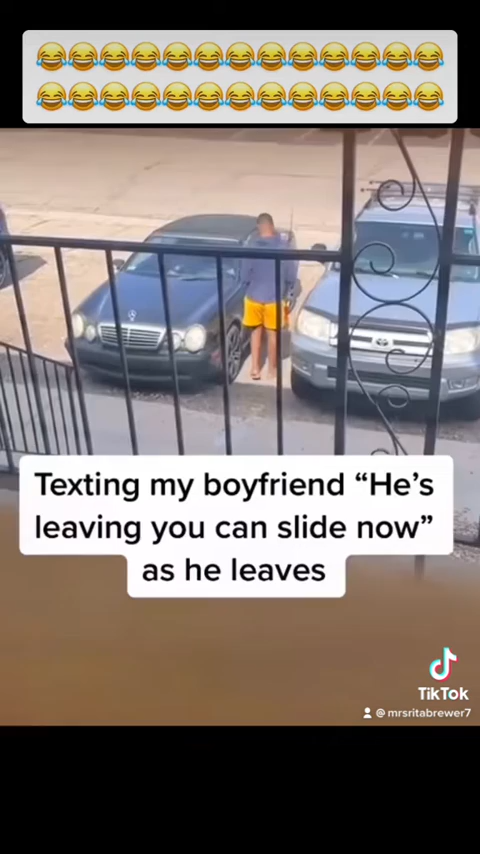 😂😂😂😂😂😂😂😂😂😂😂😂😂
😂😂😂😂😂😂😂😂😂😂😂😂😂
Texting my boyfriend “He’s
leaving you can slide now”
as he leaves
TikTok
@mrsritabrewer7